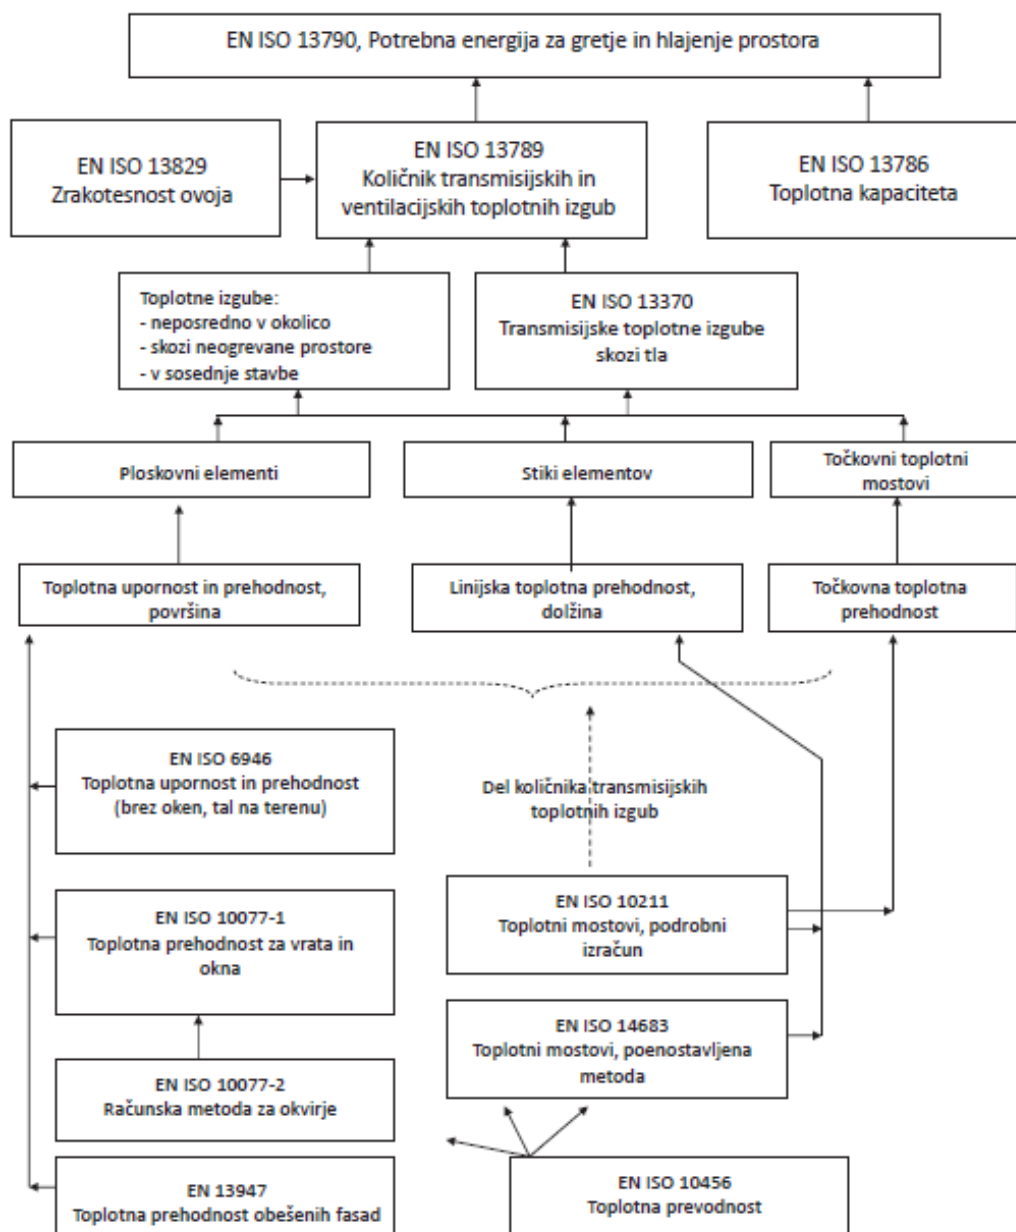 EN ISO 13790, Potrebna energija za gretje in hlajenje prostora
EN ISO 13829
Zrakotesnost ovoja
EN ISO 13789
Količnik transmisijskih in
ventilacijskih toplotnih izgub
EN ISO 13786
Toplotna kapaciteta
Toplotne izgube:
- neposredno v okolico
- skozi neogrevane prostore
- v sosednje stavbe
EN ISO 13370
Transmisijske toplotne izgube
skozi tla
Ploskovni elementi
Stiki elementov
Točkovni toplotni
mostovi
Toplotna upornost in prehodnost,
površina
Linijska toplotna prehodnost,
dolžina
Točkovna toplotna
prehodnost
EN ISO 6946
Toplotna upornost in prehodnost
(brez oken, tal na terenu)
Del količnika transmisijskih
toplotnih izgub
EN ISO 10077-1
Toplotna prehodnost za vrata in
okna
EN ISO 10211
Toplotni mostovi, podrobni
izračun
EN ISO 14683
Toplotni mostovi, poenostavljena
metoda
EN ISO 10077-2
Računska metoda za okvirje
EN 13947
Toplotna prehodnost obešenih fasad
EN ISO 10456
Toplotna prevodnost